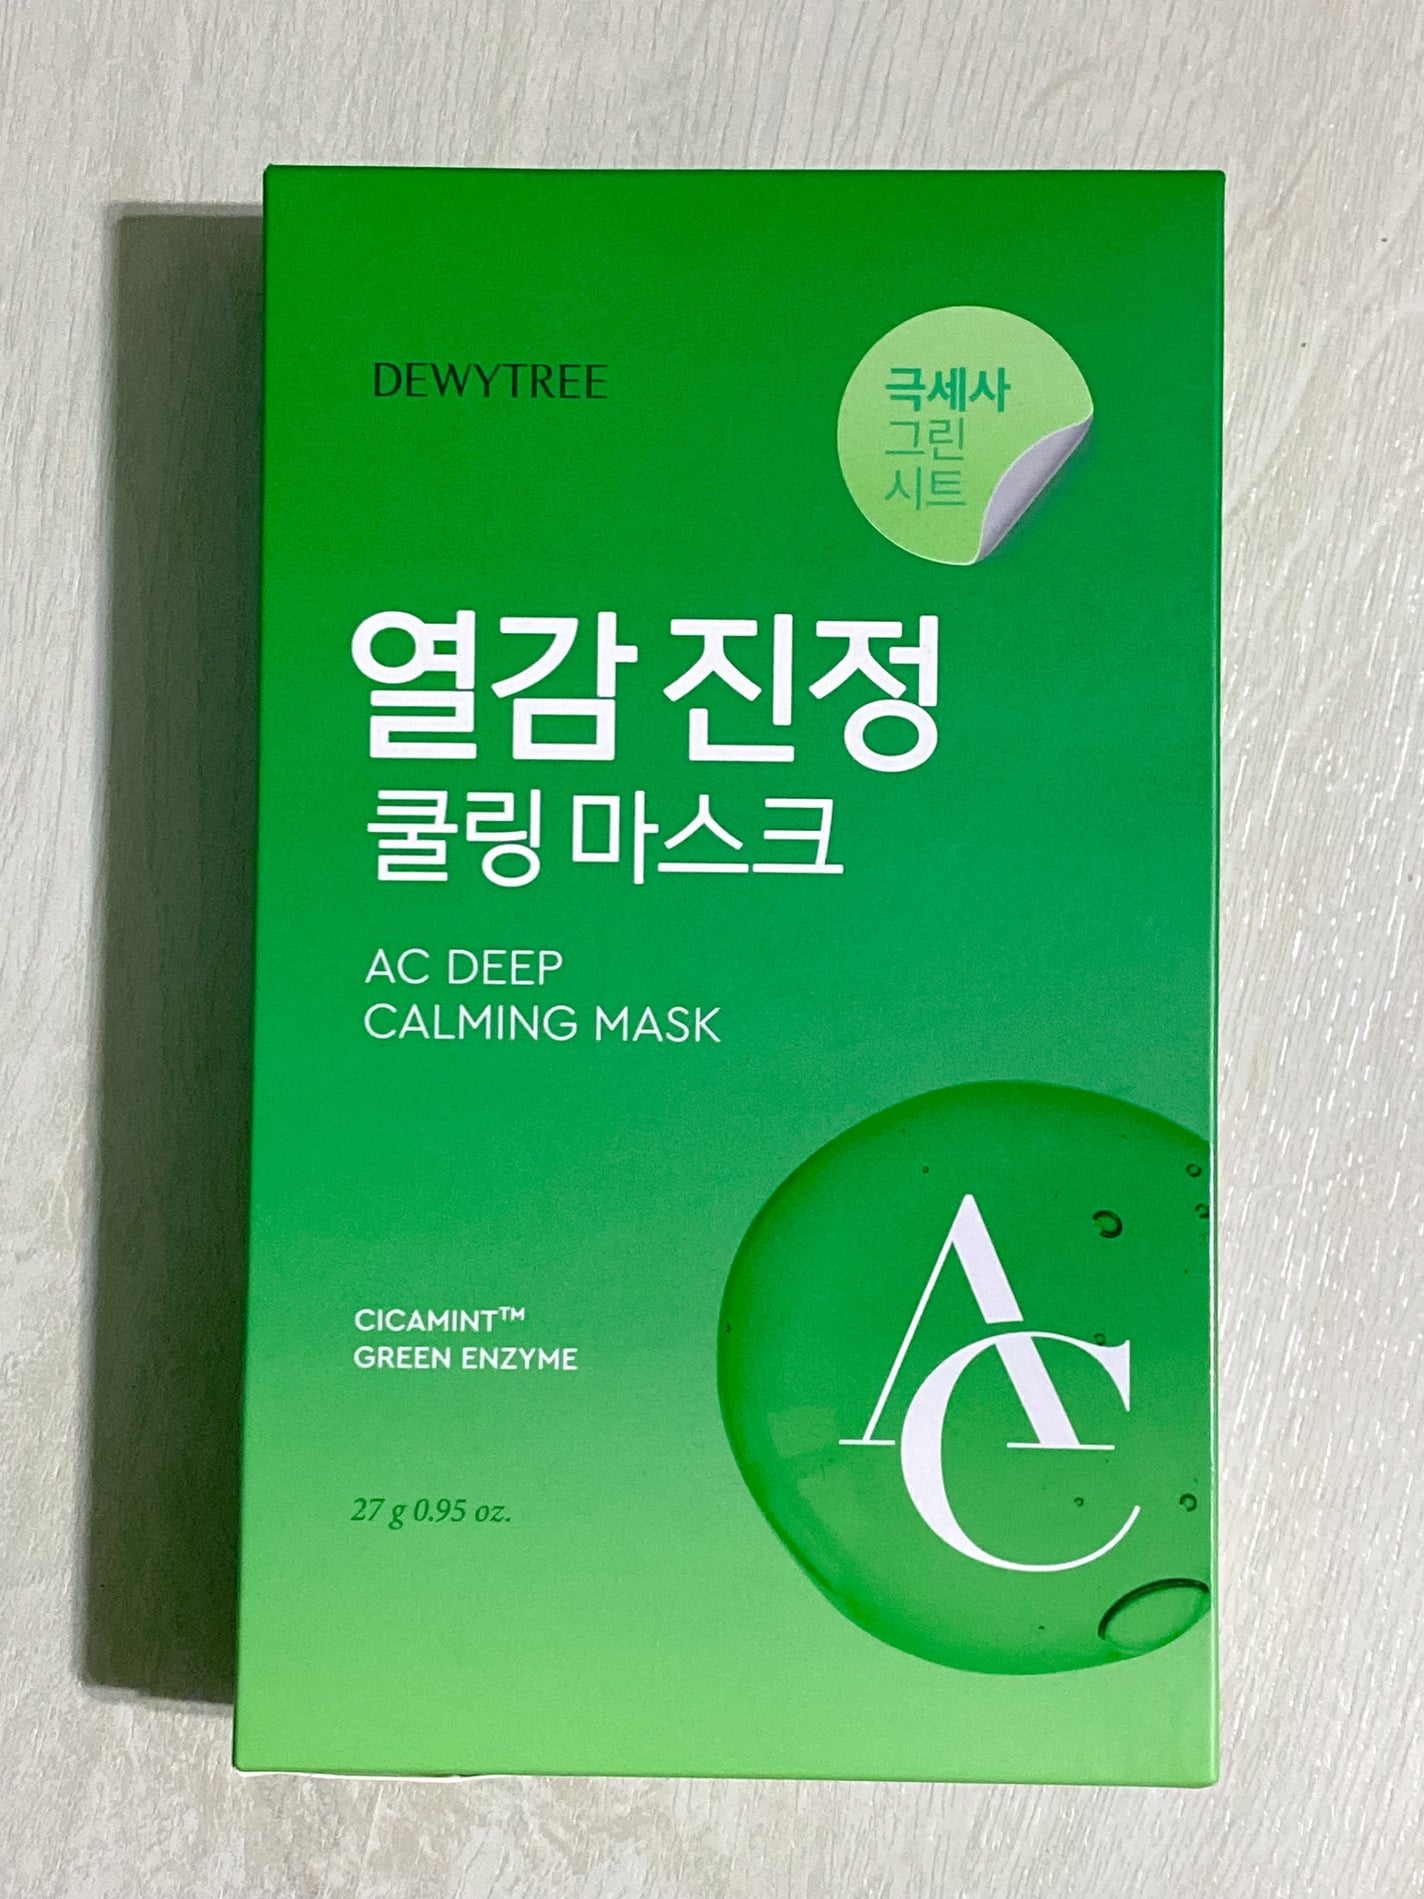 DEWYTREE
극세사
그린
시트
열감 진정
쿨링 마스크
AC DEEP
CALMING MASK
CICAMINT™
GREEN ENZYME
AC
27 g 0.95 oz.